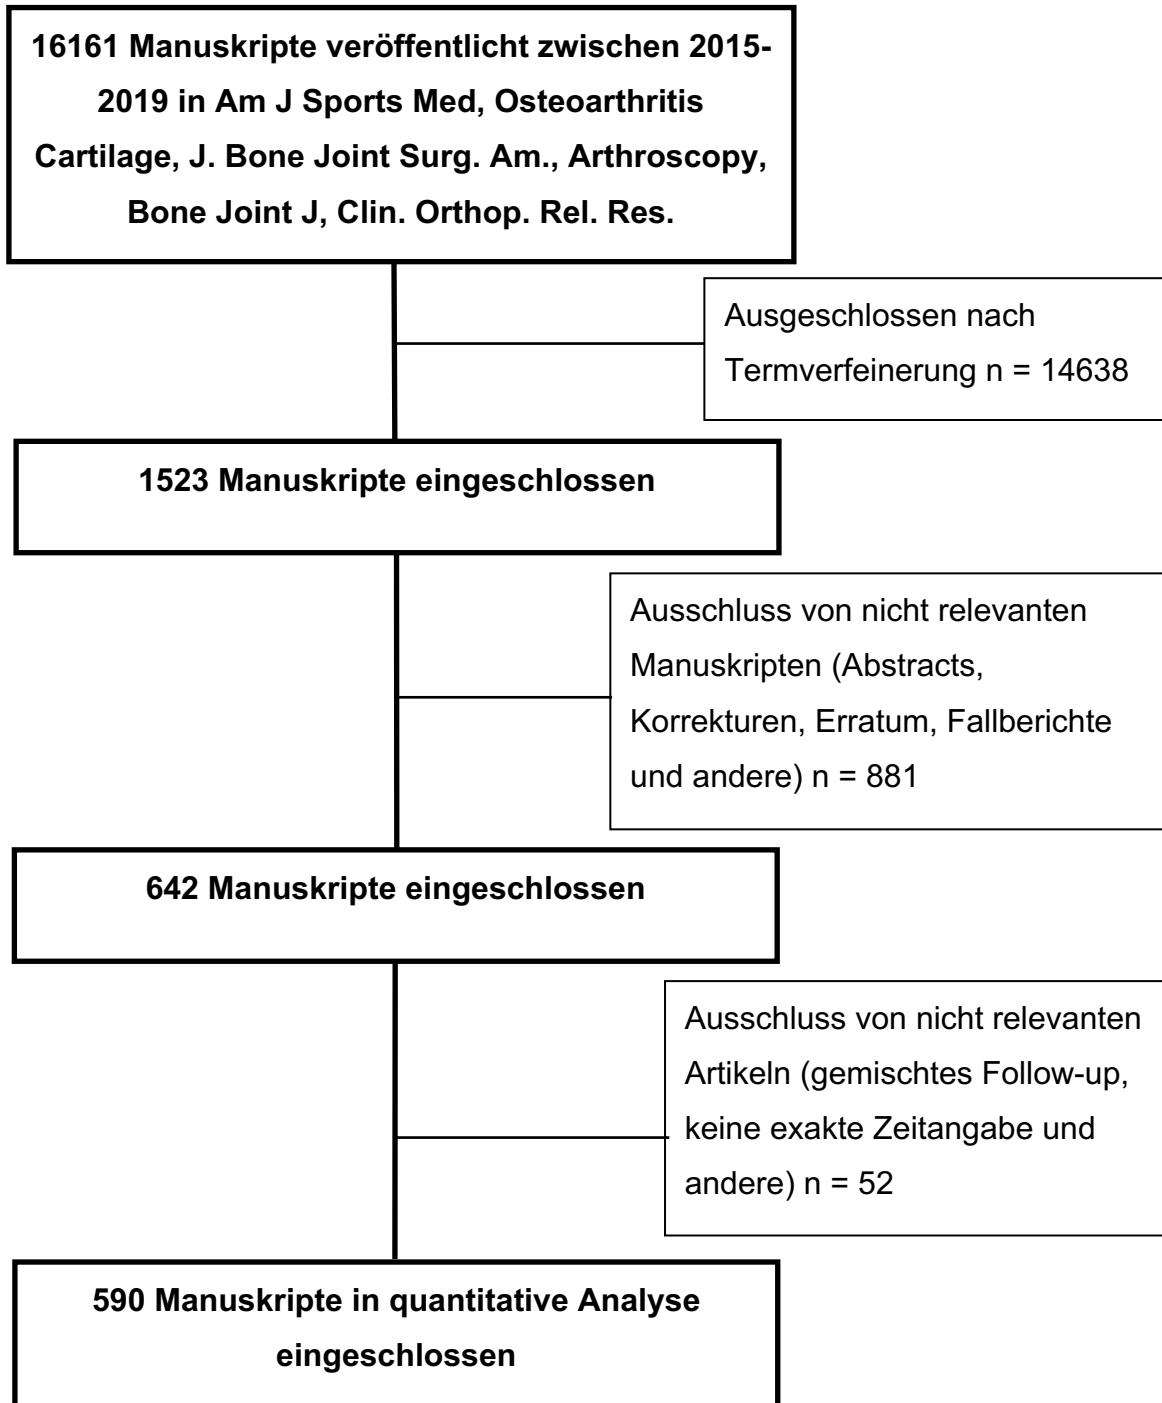 16161 Manuskripte veröffentlicht zwischen 2015-
2019 in Am J Sports Med, Osteoarthritis
Cartilage, J. Bone Joint Surg. Am., Arthroscopy,
Bone Joint J, Clin. Orthop. Rel. Res.
Ausgeschlossen nach
Termverfeinerung n = 14638
1523 Manuskripte eingeschlossen
Ausschluss von nicht relevanten
Manuskripten (Abstracts,
Korrekturen, Erratum, Fallberichte
und andere) n = 881
642 Manuskripte eingeschlossen
Ausschluss von nicht relevanten
Artikeln (gemischtes Follow-up,
keine exakte Zeitangabe und
andere) n = 52
590 Manuskripte in quantitative Analyse
eingeschlossen